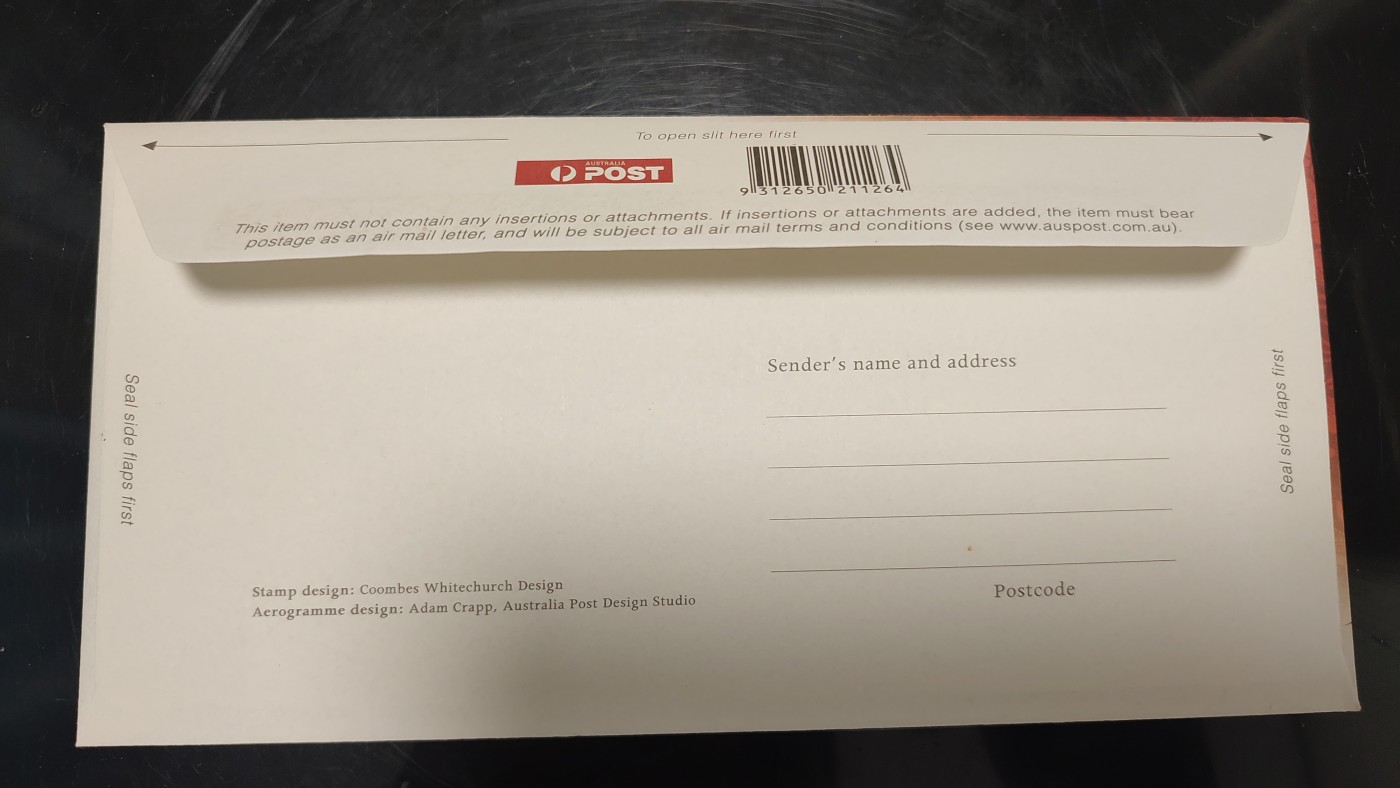 To open slit here first
AUSTRALIA
POST
9 312650 211264
This item must not contain any insertions or attachments. If insertions or attachments are added, the item must bear
postage as an air mail letter, and will be subject to all air mail terms and conditions (see www.auspost.com.au).
Seal side flaps first
Sender's name and address
Postcode
Seal side flaps first
Stamp design: Coombes Whitechurch Design
Aerogramme design: Adam Crapp, Australia Post Design Studio